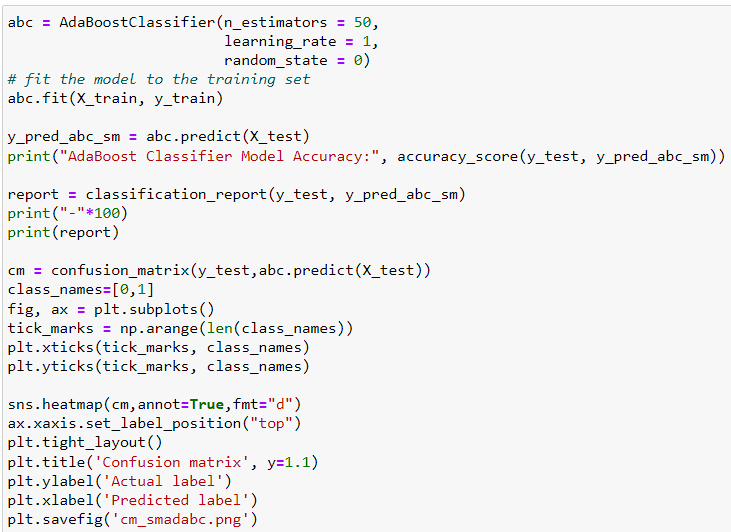 abc = AdaBoostClassifier(n_estimators = 50,
                         learning_rate = 1,
                         random_state = 0)
# fit the model to the training set
abc.fit(X_train, y_train)

y_pred_abc_sm = abc.predict(X_test)
print("AdaBoost Classifier Model Accuracy:", accuracy_score(y_test, y_pred_abc_sm))

report = classification_report(y_test, y_pred_abc_sm)
print("-"*100)
print(report)

cm = confusion_matrix(y_test,abc.predict(X_test))
class_names=[0,1]
fig, ax = plt.subplots()
tick_marks = np.arange(len(class_names))
plt.xticks(tick_marks, class_names)
plt.yticks(tick_marks, class_names)

sns.heatmap(cm,annot=True,fmt="d")
ax.xaxis.set_label_position("top")
plt.tight_layout()
plt.title('Confusion matrix', y=1.1)
plt.ylabel('Actual label')
plt.xlabel('Predicted label')
plt.savefig('cm_smadabc.png')